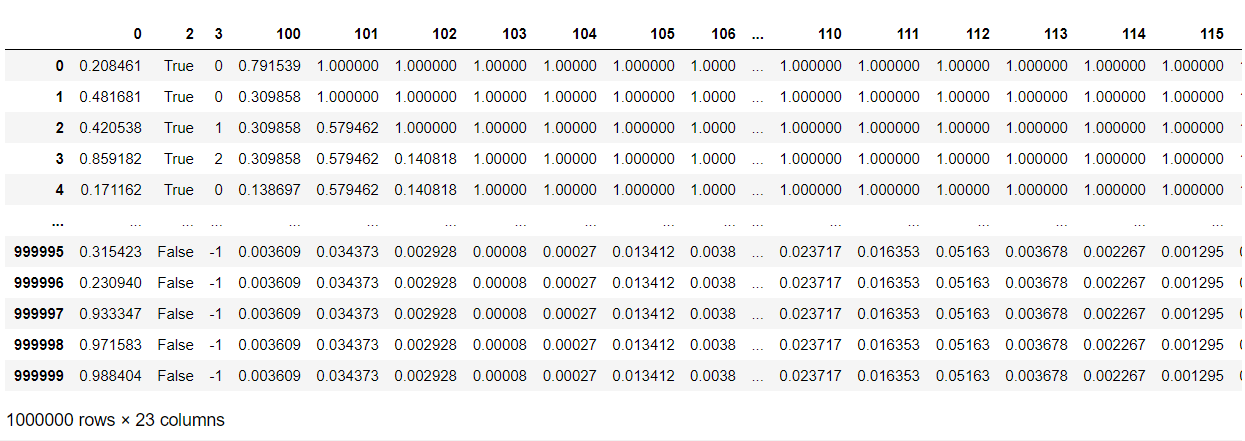 0 2 3 100 101 102 103 104 105 106 ... 110 111 112 113 114 115
0 0.208461 True 0 0.791539 1.000000 1.000000 1.00000 1.00000 1.000000 1.0000 ... 1.000000 1.000000 1.00000 1.000000 1.000000 1.000000
1 0.481681 True 0 0.309858 1.000000 1.000000 1.00000 1.00000 1.000000 1.0000 ... 1.000000 1.000000 1.00000 1.000000 1.000000 1.000000
2 0.420538 True 1 0.309858 0.579462 1.000000 1.00000 1.00000 1.000000 1.0000 ... 1.000000 1.000000 1.00000 1.000000 1.000000 1.000000
3 0.859182 True 2 0.309858 0.579462 0.140818 1.00000 1.00000 1.000000 1.0000 ... 1.000000 1.000000 1.00000 1.000000 1.000000 1.000000
4 0.171162 True 0 0.138697 0.579462 0.140818 1.00000 1.00000 1.000000 1.0000 ... 1.000000 1.000000 1.00000 1.000000 1.000000 1.000000
... ... ... ... ... ... ... ... ... ... ... ... ... ... ... ... ... ...
999995 0.315423 False -1 0.003609 0.034373 0.002928 0.00008 0.00027 0.013412 0.0038 ... 0.023717 0.016353 0.05163 0.003678 0.002267 0.001295
999996 0.230940 False -1 0.003609 0.034373 0.002928 0.00008 0.00027 0.013412 0.0038 ... 0.023717 0.016353 0.05163 0.003678 0.002267 0.001295
999997 0.933347 False -1 0.003609 0.034373 0.002928 0.00008 0.00027 0.013412 0.0038 ... 0.023717 0.016353 0.05163 0.003678 0.002267 0.001295
999998 0.971583 False -1 0.003609 0.034373 0.002928 0.00008 0.00027 0.013412 0.0038 ... 0.023717 0.016353 0.05163 0.003678 0.002267 0.001295
999999 0.988404 False -1 0.003609 0.034373 0.002928 0.00008 0.00027 0.013412 0.0038 ... 0.023717 0.016353 0.05163 0.003678 0.002267 0.001295
1000000 rows × 23 columns